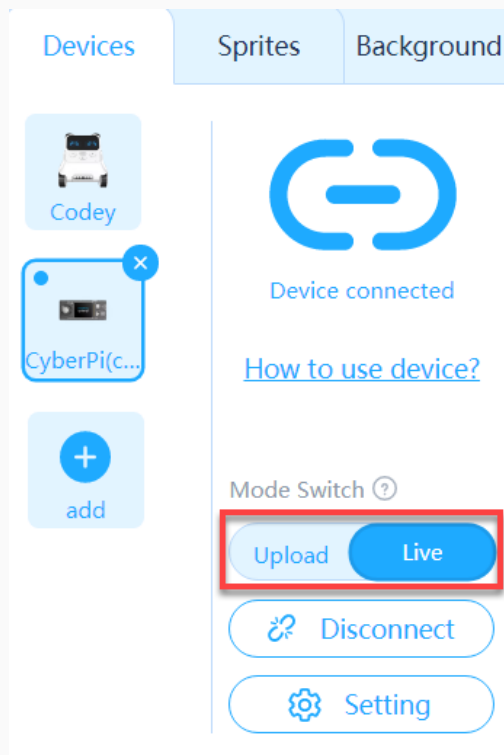 Devices
Sprites
Background
Codey
CyberPi(c...
add
Device connected
How to use device?
Mode Switch ?
Upload
Live
Disconnect
Setting